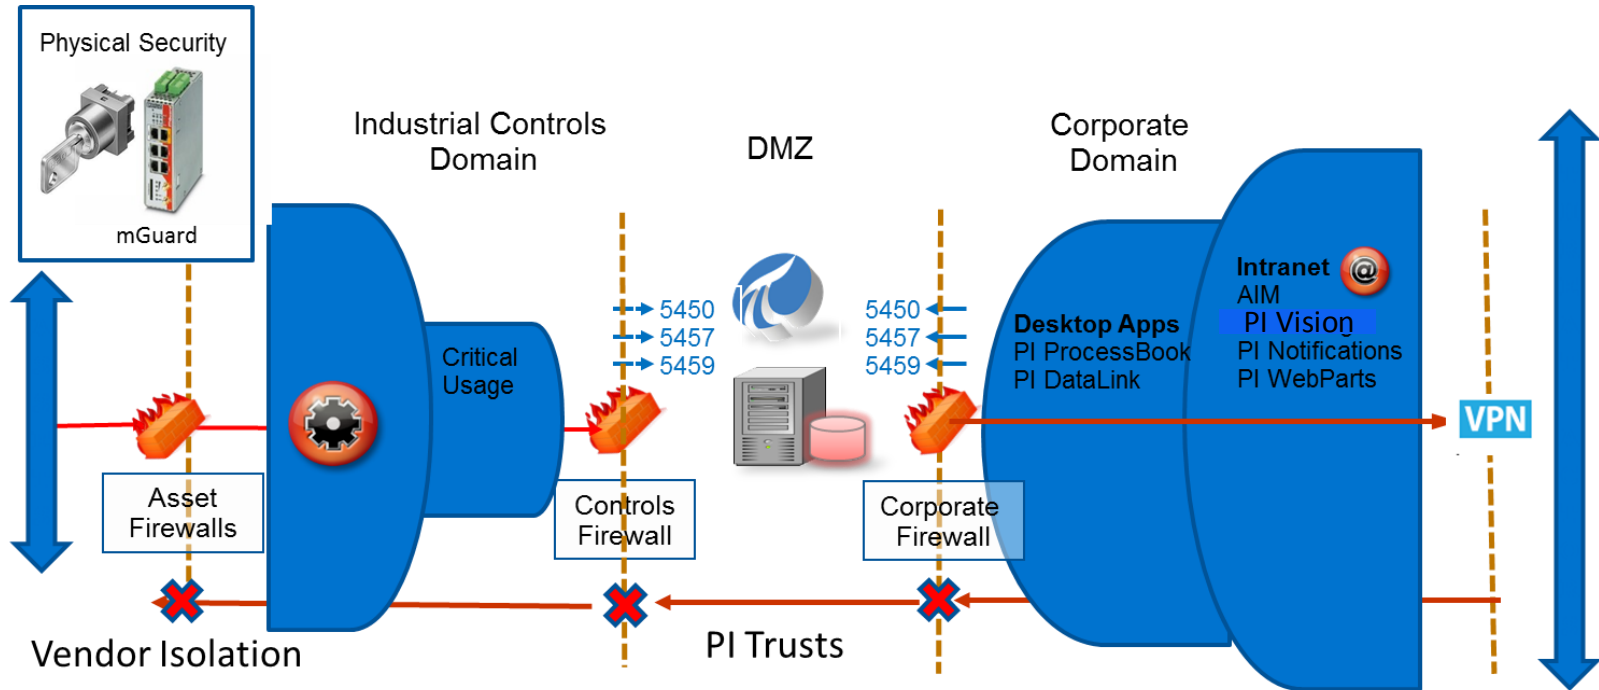 Physical Security
mGuard
Industrial Controls
Domain
DMZ
Corporate
Domain
Critical
Usage
5450
5457
5459
5450
5457
5459
Desktop Apps
PI ProcessBook
PI DataLink
Intranet
@
AIM
PI Vision
PI Notifications
PI WebParts
VPN
Asset
Firewalls
Controls
Firewall
Corporate
Firewall
Vendor Isolation
PI Trusts